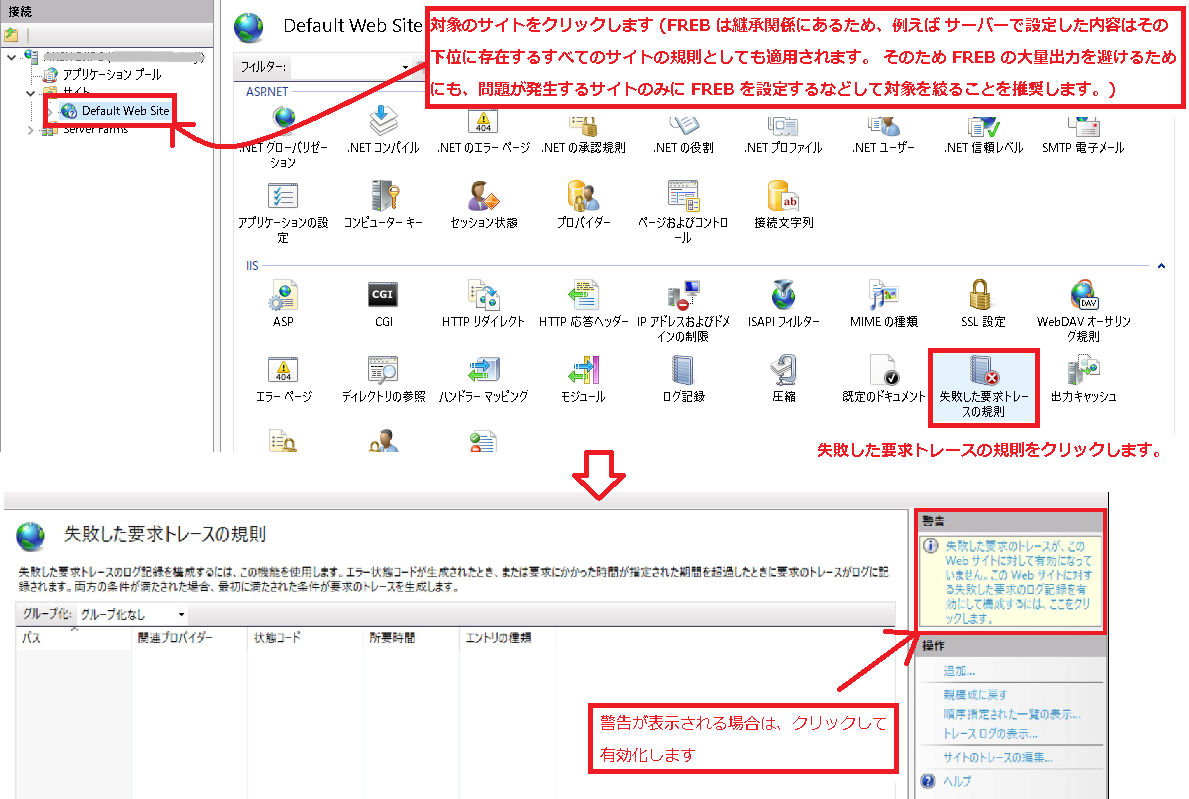 接続
アプリケーション プール
サイト
Default Web Site
Server Farms
Default Web Site
対象のサイトをクリックします (FREB は継承関係にあるため、例えば サーバーで設定した内容はその
下位に存在するすべてのサイトの規則としても適用されます。 そのため FREB の大量出力を避けるため
にも、問題が発生するサイトのみに FREB を設定するなどして対象を絞ることを推奨します。)
フィルター:
ASP.NET
.NET グローバリゼー
ション
.NET コンパイル
.NET のエラー ページ
.NET の承認規則
.NET の役割
.NET プロファイル
.NET ユーザー
.NET 信頼レベル
SMTP 電子メール
アプリケーションの設
定
コンピューター キー
セッション状態
プロバイダー
ページおよびコントロ
ール
接続文字列
IIS
ASP
CGI
HTTP リダイレクト
HTTP 応答ヘッダー
IP アドレスおよびドメ
インの制限
ISAPI フィルター
MIME の種類
SSL 設定
WebDAV オーサリン
グ規則
エラー ページ
ディレクトリの参照
ハンドラー マッピング
モジュール
ログ記録
圧縮
既定のドキュメント
失敗した要求トレー
スの規則
出力キャッシュ
失敗した要求トレースの規則をクリックします。
失敗した要求トレースの規則
失敗した要求トレースのログ記録を構成するには、この機能を使用します。エラー状態コードが生成されたとき、または要求にかかった時間が指定された期間を超過したときに要求のトレースがログに記
録されます。両方の条件が満たされた場合、最初に満たされた条件が要求のトレースを生成します。
グループ化: グループ化なし
パス
関連プロバイダー
状態コード
所要時間
エントリの種類
警告
失敗した要求のトレースが、この
Web サイトに対して有効になって
いません。この Web サイトに対す
る失敗した要求のログ記録を有
効にして構成するには、ここをクリ
ックします。
操作
追加...
親構成に戻す
順序指定された一覧の表示...
トレース ログの表示...
サイトのトレースの編集...
ヘルプ
警告が表示される場合は、クリックして
有効化します